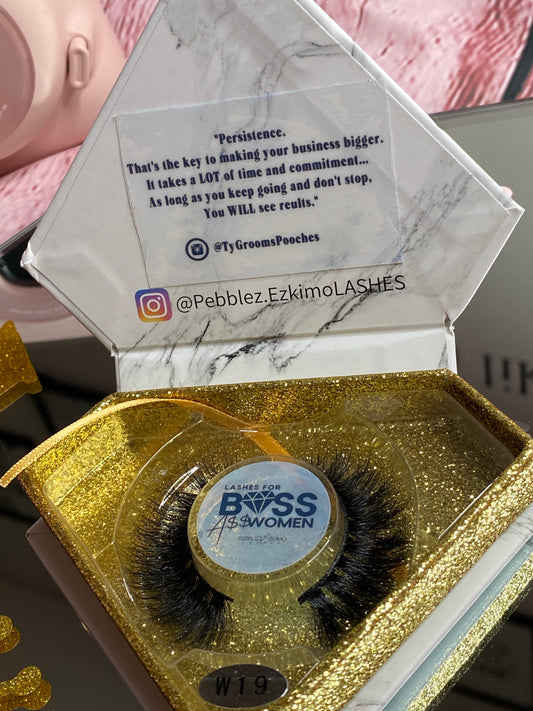 "Persistence.
That's the key to making your business bigger.
It takes a LOT of time and commitment...
As long as you keep going and don't stop,
You WILL see reults."
@TyGroomsPooches
@Pebblez.EzkimoLASHES
LASHES FOR
BOSS
A$$WOMEN
W19